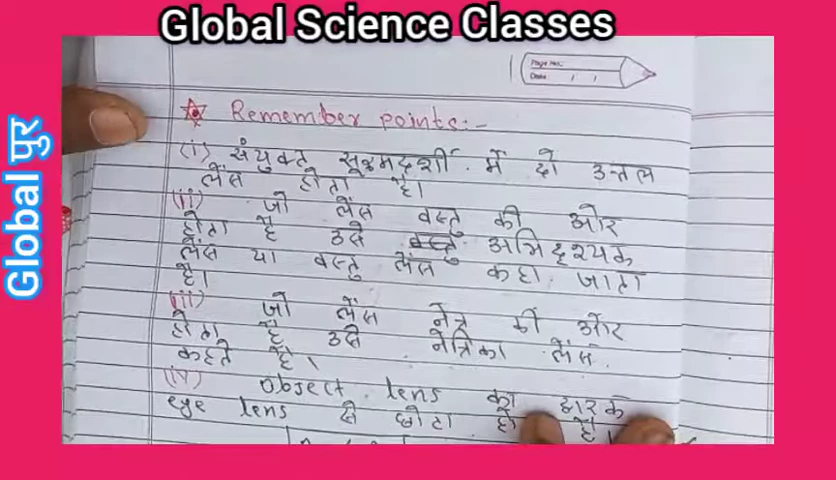 Global Science Classes
Global पुर
Page No.
Date / /
Remember points:-
(i) संयुक्त सूक्ष्मदर्शी में दो उत्तल
लेंस होता है।
(ii) जो लेंस वस्तु की ओर
होता है उसे वस्तु अभिदृश्यक
लेंस या वस्तु लेंस कहा जाता
है।
(iii) जो लेंस नेत्र की ओर
होता है उसे नेत्रिका लेंस
कहते है।
(iv) object lens का द्वारक
eye lens से छोटा हो है।